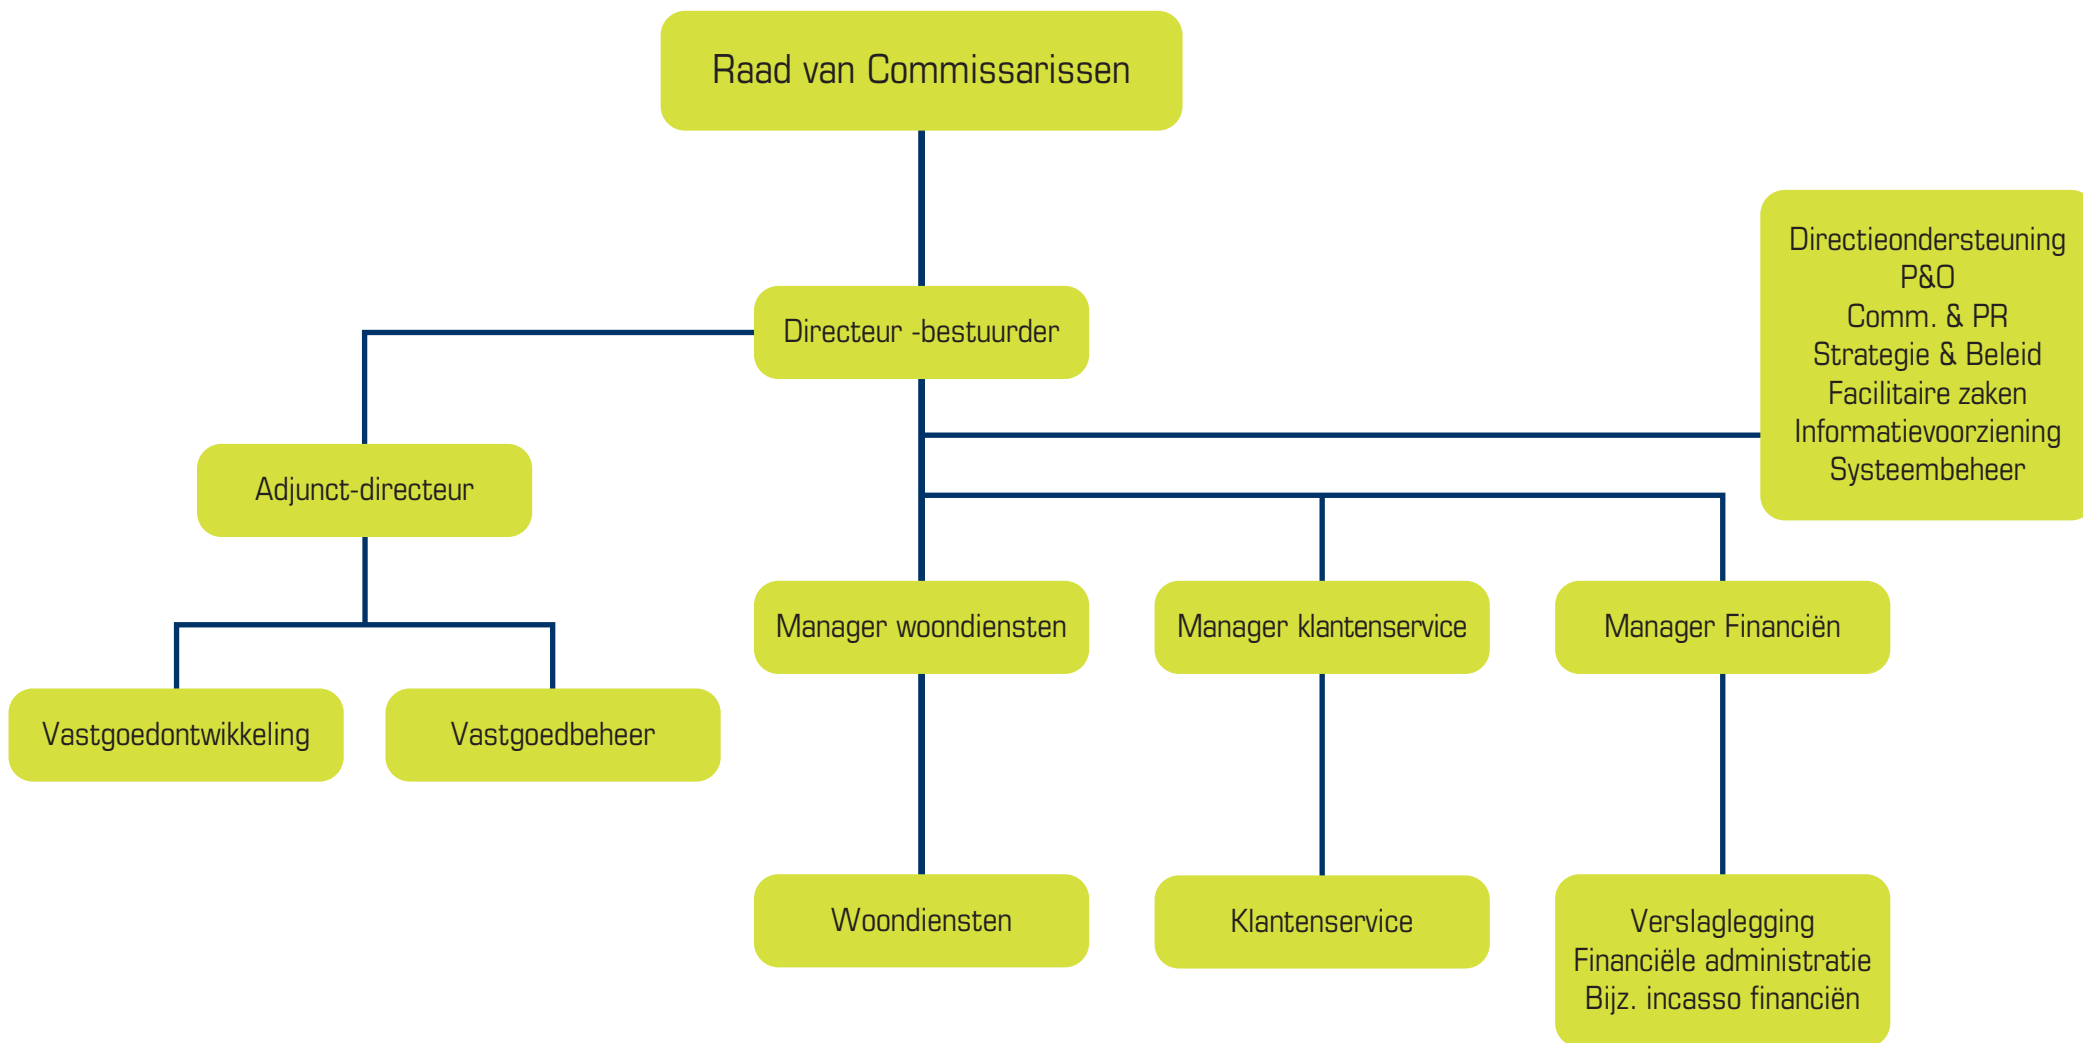 Raad van Commissarissen
Directieondersteuning
P&O
Comm. & PR
Strategie & Beleid
Facilitaire zaken
Informatievoorziening
Systeembeheer
Directeur -bestuurder
Adjunct-directeur
Manager woondiensten
Manager klantenservice
Manager Financiën
Vastgoedontwikkeling
Vastgoedbeheer
Woondiensten
Klantenservice
Verslaglegging
Financiële administratie
Bijz. incasso financiën